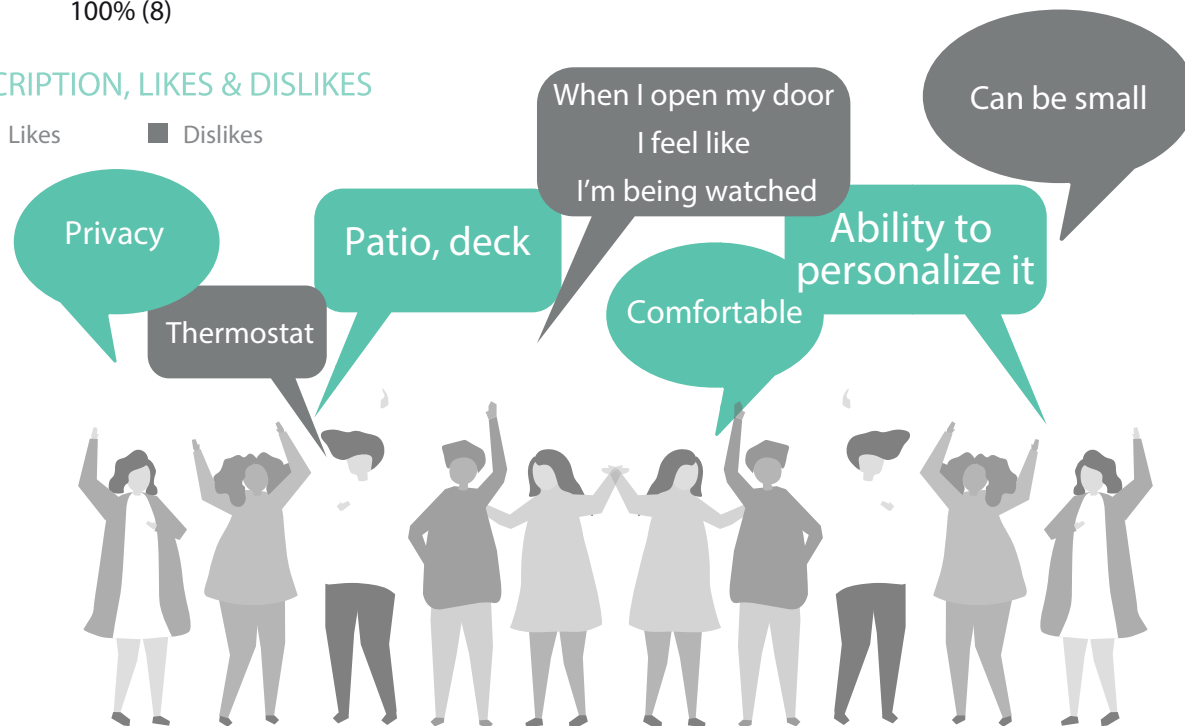 100% (8)
CRIPTION, LIKES & DISLIKES
Likes
Dislikes
When I open my door
I feel like
I'm being watched
Can be small
Privacy
Patio, deck
Ability to
personalize it
Comfortable
Thermostat